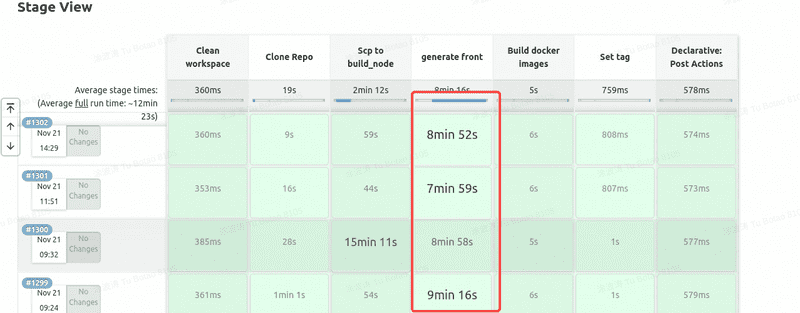 Stage View
Clean workspace
Clone Repo
Scp to build_node
generate front
Build docker images
Set tag
Declarative: Post Actions
Average stage times:
(Average full run time: ~12min 23s)
360ms
19s
2min 12s
8min 16s
5s
759ms
578ms
#1302
Nov 21
14:29
No Changes
360ms
9s
59s
8min 52s
6s
808ms
574ms
#1301
Nov 21
11:51
No Changes
353ms
16s
44s
7min 59s
6s
807ms
573ms
#1300
Nov 21
09:32
No Changes
385ms
28s
15min 11s
8min 58s
5s
1s
577ms
#1299
Nov 21
09:24
No Changes
361ms
1min 1s
54s
9min 16s
6s
1s
579ms